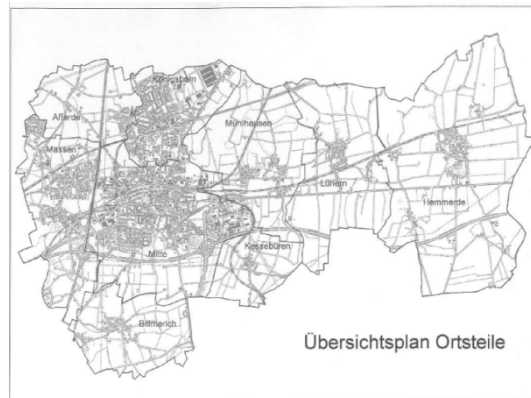 Königsborn
Afferde
Mühlhausen
Massen
Lünern
Hemmerde
Kessebüren
Mitte
Billmerich
Übersichtsplan Ortsteile